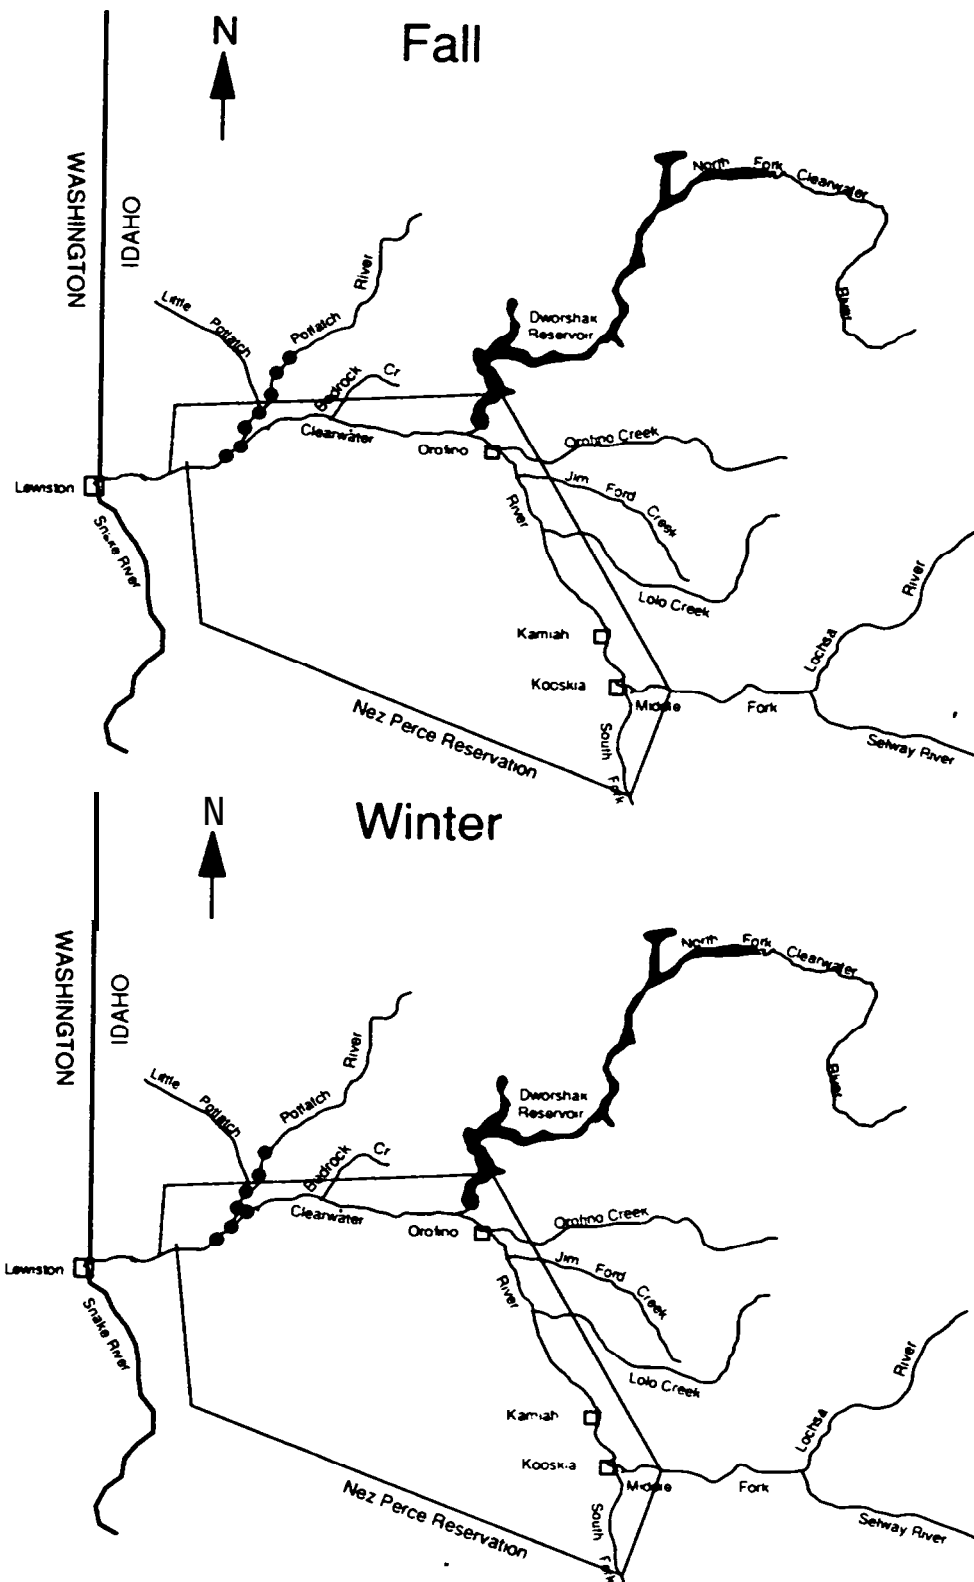 Fall
N
WASHINGTON
IDAHO
North Fork Clearwater
River
Little Potlatch
Potlatch River
Dworshak
Reservoir
Bedrock Cr
Clearwater
Orofino
Orofino Creek
Jim Ford Creek
River
Lewiston
Snake River
Lolo Creek
Kamiah
Kooskia
Middle Fork
Lochsa River
Selway River
South Fork
Nez Perce Reservation
Winter
N
WASHINGTON
IDAHO
North Fork Clearwater
River
Little Potlatch
Potlatch River
Dworshak
Reservoir
Bedrock Cr
Clearwater
Orofino
Orofino Creek
Jim Ford Creek
River
Lewiston
Snake River
Lolo Creek
Kamiah
Kooskia
Middle Fork
Lochsa River
Selway River
South Fork
Nez Perce Reservation